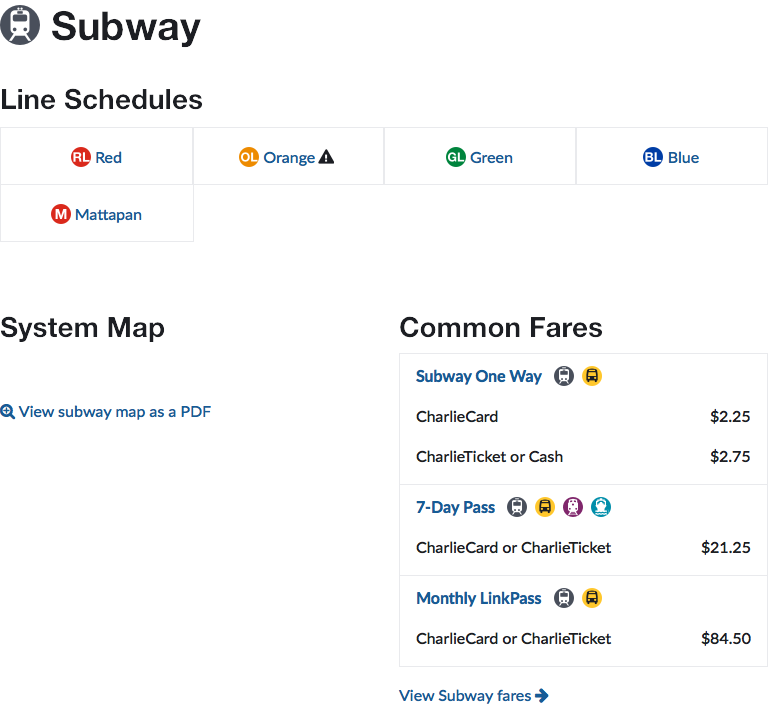 Subway
Line Schedules
RL Red
OL Orange
GL Green
BL Blue
M Mattapan
System Map
View subway map as a PDF
Common Fares
Subway One Way
CharlieCard $2.25
CharlieTicket or Cash $2.75
7-Day Pass
CharlieCard or CharlieTicket $21.25
Monthly LinkPass
CharlieCard or CharlieTicket $84.50
View Subway fares